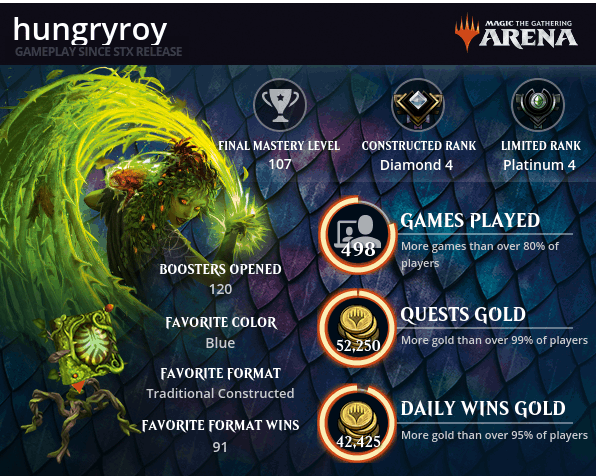 hungryroy
GAMEPLAY SINCE STX RELEASE
MAGIC THE GATHERING
ARENA
FINAL MASTERY LEVEL
107
CONSTRUCTED RANK
Diamond 4
LIMITED RANK
Platinum 4
498
GAMES PLAYED
More games than over 80% of
players
BOOSTERS OPENED
120
FAVORITE COLOR
Blue
FAVORITE FORMAT
Traditional Constructed
FAVORITE FORMAT WINS
91
52,250
QUESTS GOLD
More gold than over 99% of players
42,425
DAILY WINS GOLD
More gold than over 95% of players